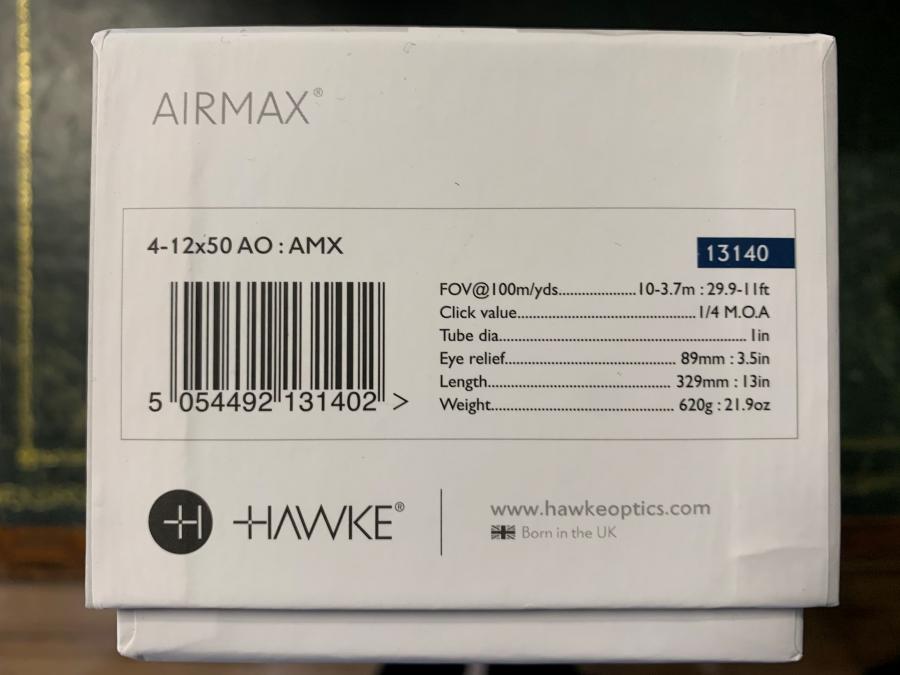 AIRMAX®
4-12x50 AO : AMX
13140
FOV@100m/yds..................10-3.7m : 29.9-11ft
Click value..........................................1/4 M.O.A
Tube dia.......................................................... 1in
Eye relief........................................ 89mm : 3.5in
Length........................................... 329mm : 13in
Weight........................................... 620g : 21.9oz
5 054492 131402 >
H HAWKE®
www.hawkeoptics.com
Born in the UK